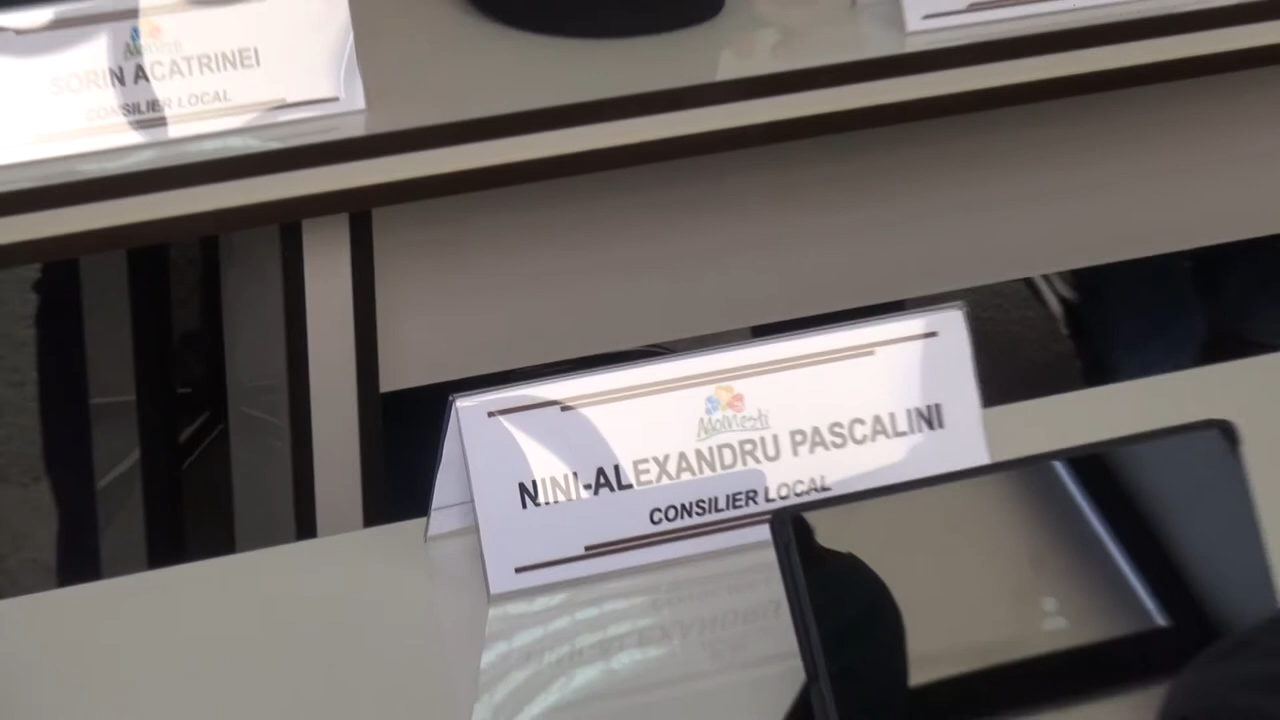 Moinești
SORIN ACATRINEI
CONSILIER LOCAL
Moinești
NINI-ALEXANDRU PASCALINI
CONSILIER LOCAL